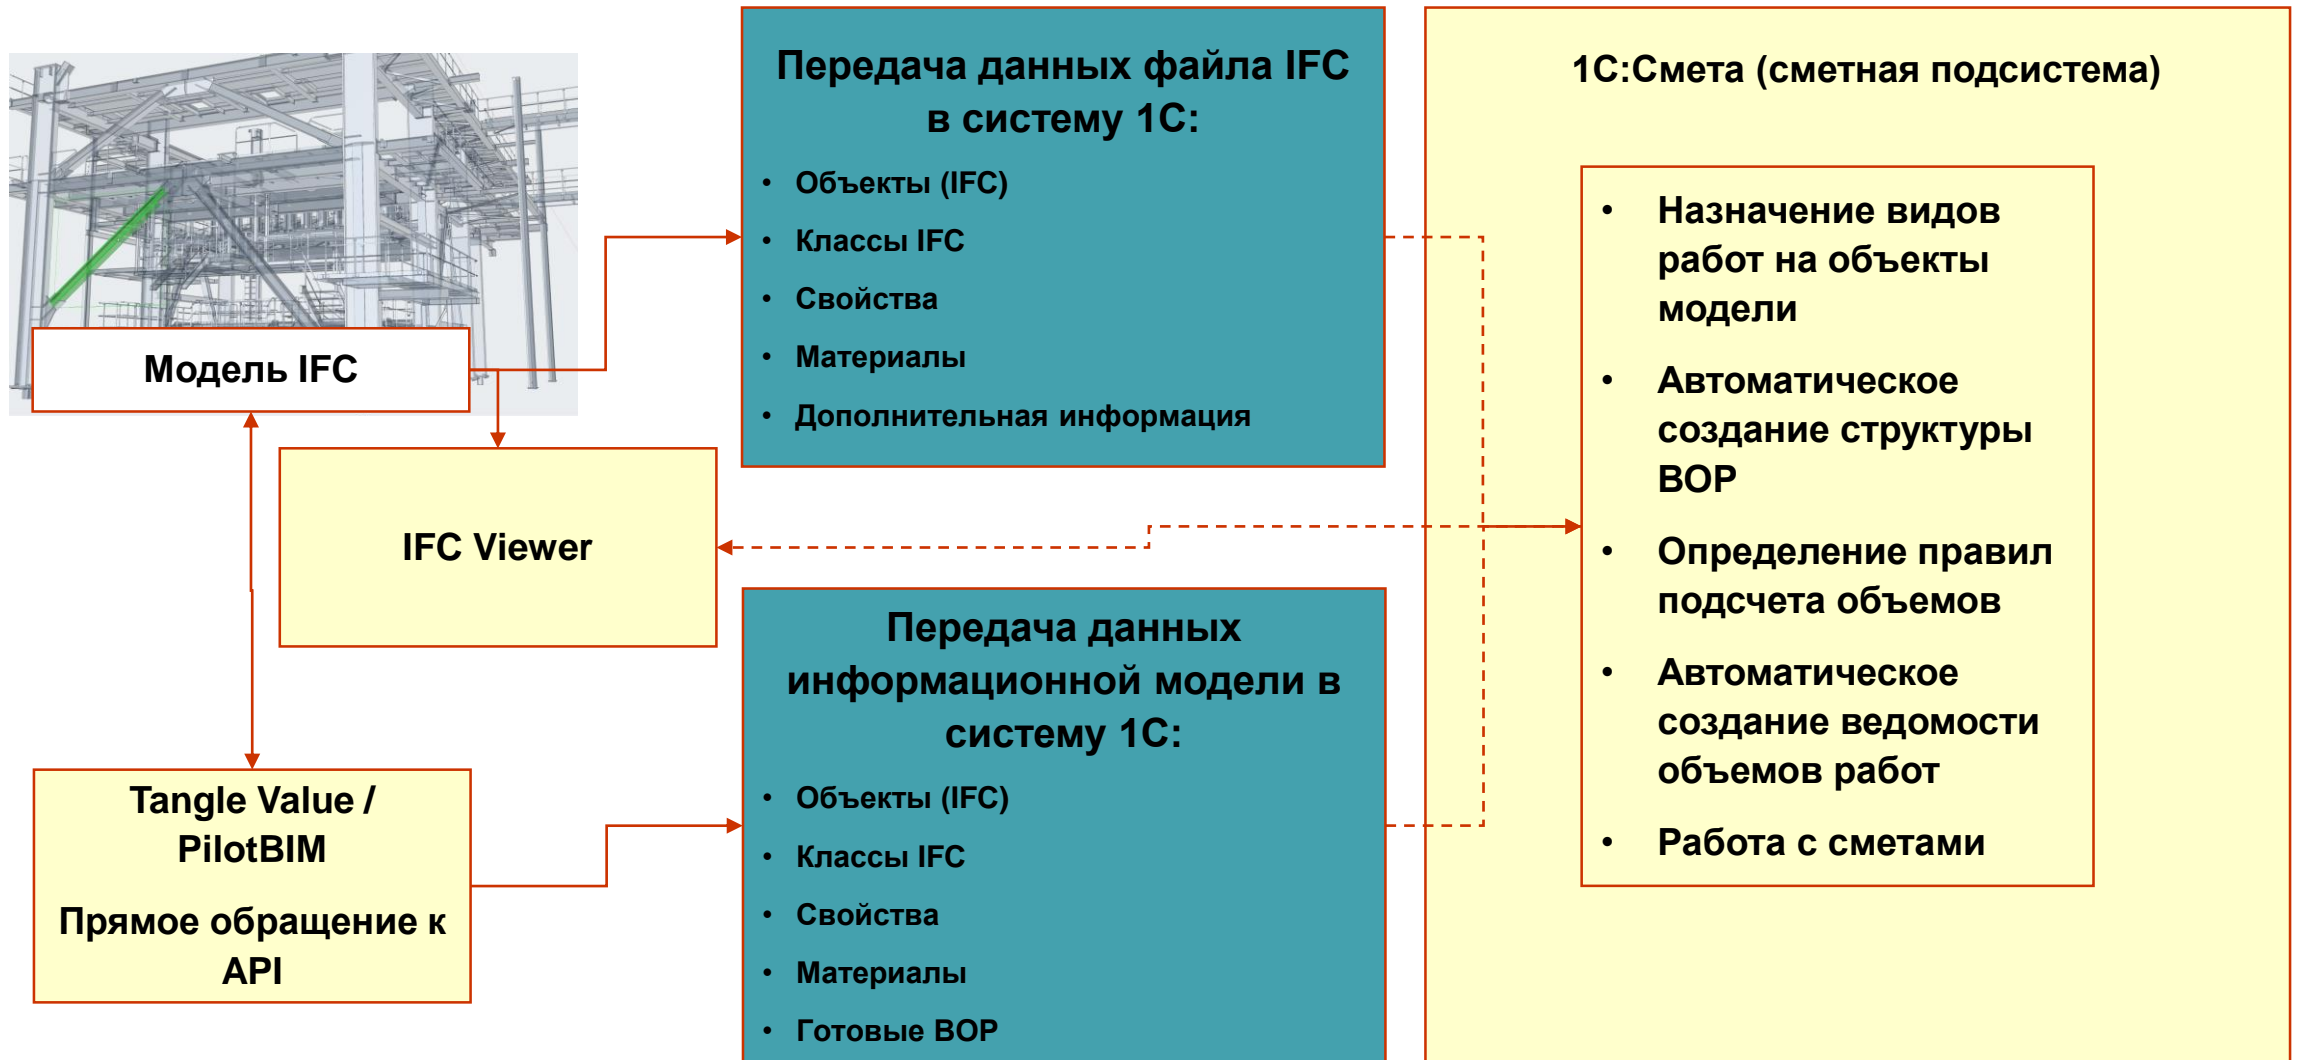 Модель IFC
IFC Viewer
Tangle Value /
PilotBIM
Прямое обращение к
API
Передача данных файла IFC
в систему 1С:
• Объекты (IFC)
• Классы IFC
• Свойства
• Материалы
• Дополнительная информация
Передача данных
информационной модели в
систему 1С:
• Объекты (IFC)
• Классы IFC
• Свойства
• Материалы
• Готовые ВОР
1С:Смета (сметная подсистема)
• Назначение видов
работ на объекты
модели
• Автоматическое
создание структуры
ВОР
• Определение правил
подсчета объемов
• Автоматическое
создание ведомости
объемов работ
• Работа с сметами